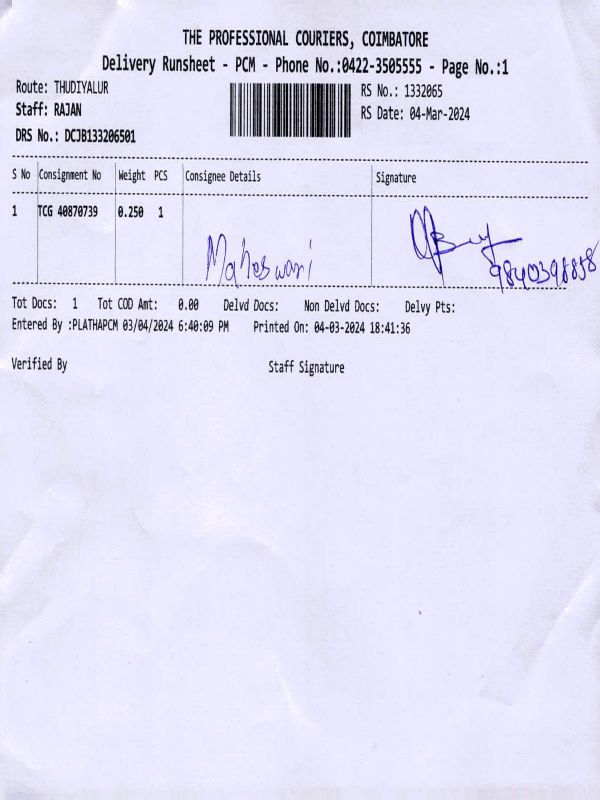 THE PROFESSIONAL COURIERS, COIMBATORE
Delivery Runsheet - PCM - Phone No.:0422-3505555 - Page No.:1
Route: THUDIYALUR RS No.: 1332065
Staff: RAJAN RS Date: 04-Mar-2024
DRS No.: DCJB133206501
S No Consignment No Weight PCS Consignee Details Signature
1 TCG 40870739 0.250 1
Maheswari
9840398858
Tot Docs: 1 Tot COD Amt: 0.00 Delvd Docs: Non Delvd Docs: Delvy Pts:
Entered By :PLATHAPCM 03/04/2024 6:40:09 PM Printed On: 04-03-2024 18:41:36
Verified By Staff Signature